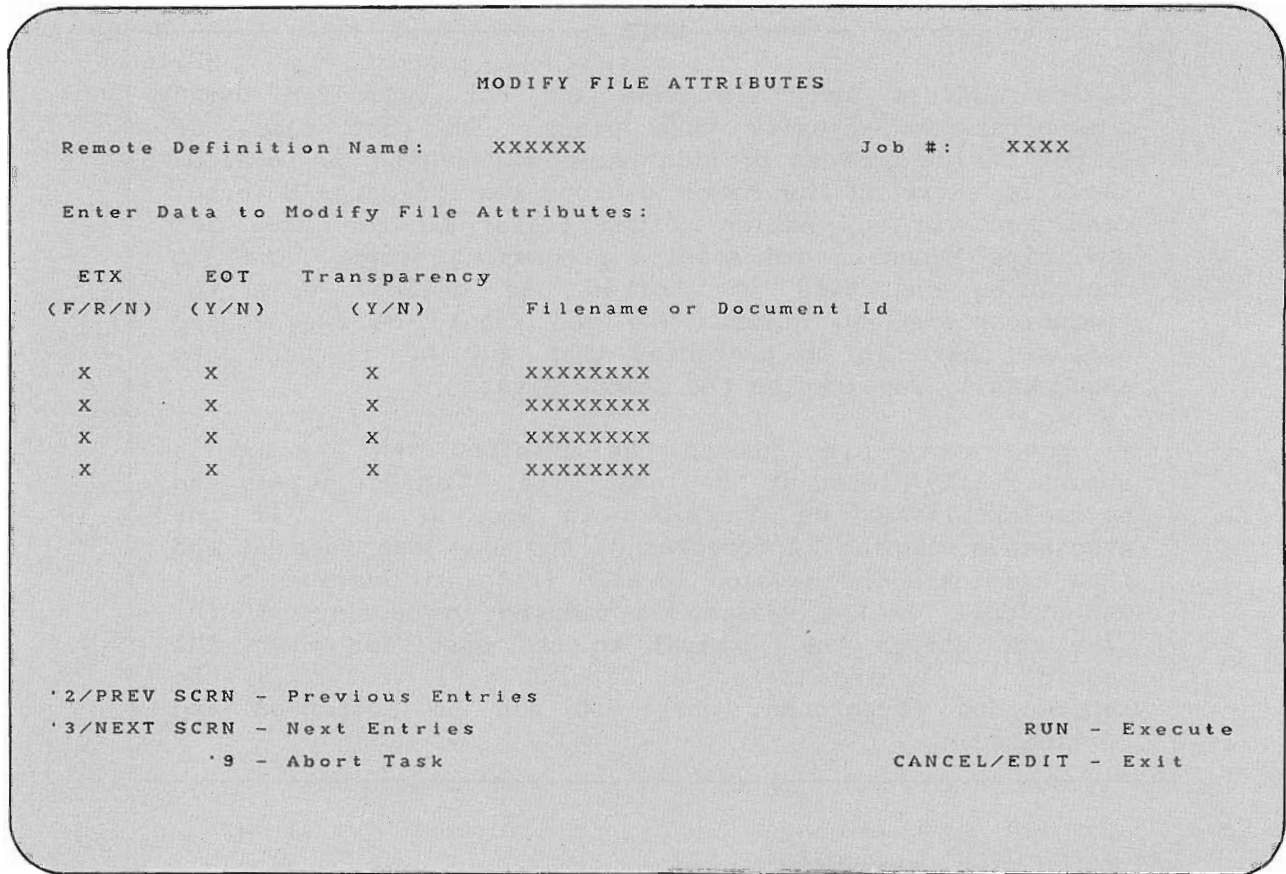 MODIFY FILE ATTRIBUTES
Remote Definition Name: XXXXXX Job #: XXXX
Enter Data to Modify File Attributes:
ETX EOT Transparency
(F/R/N) (Y/N) (Y/N) Filename or Document Id
X X X XXXXXXXX
X X X XXXXXXXX
X X X XXXXXXXX
X X X XXXXXXXX
'2/PREV SCRN - Previous Entries
'3/NEXT SCRN - Next Entries RUN - Execute
'9 - Abort Task CANCEL/EDIT - Exit